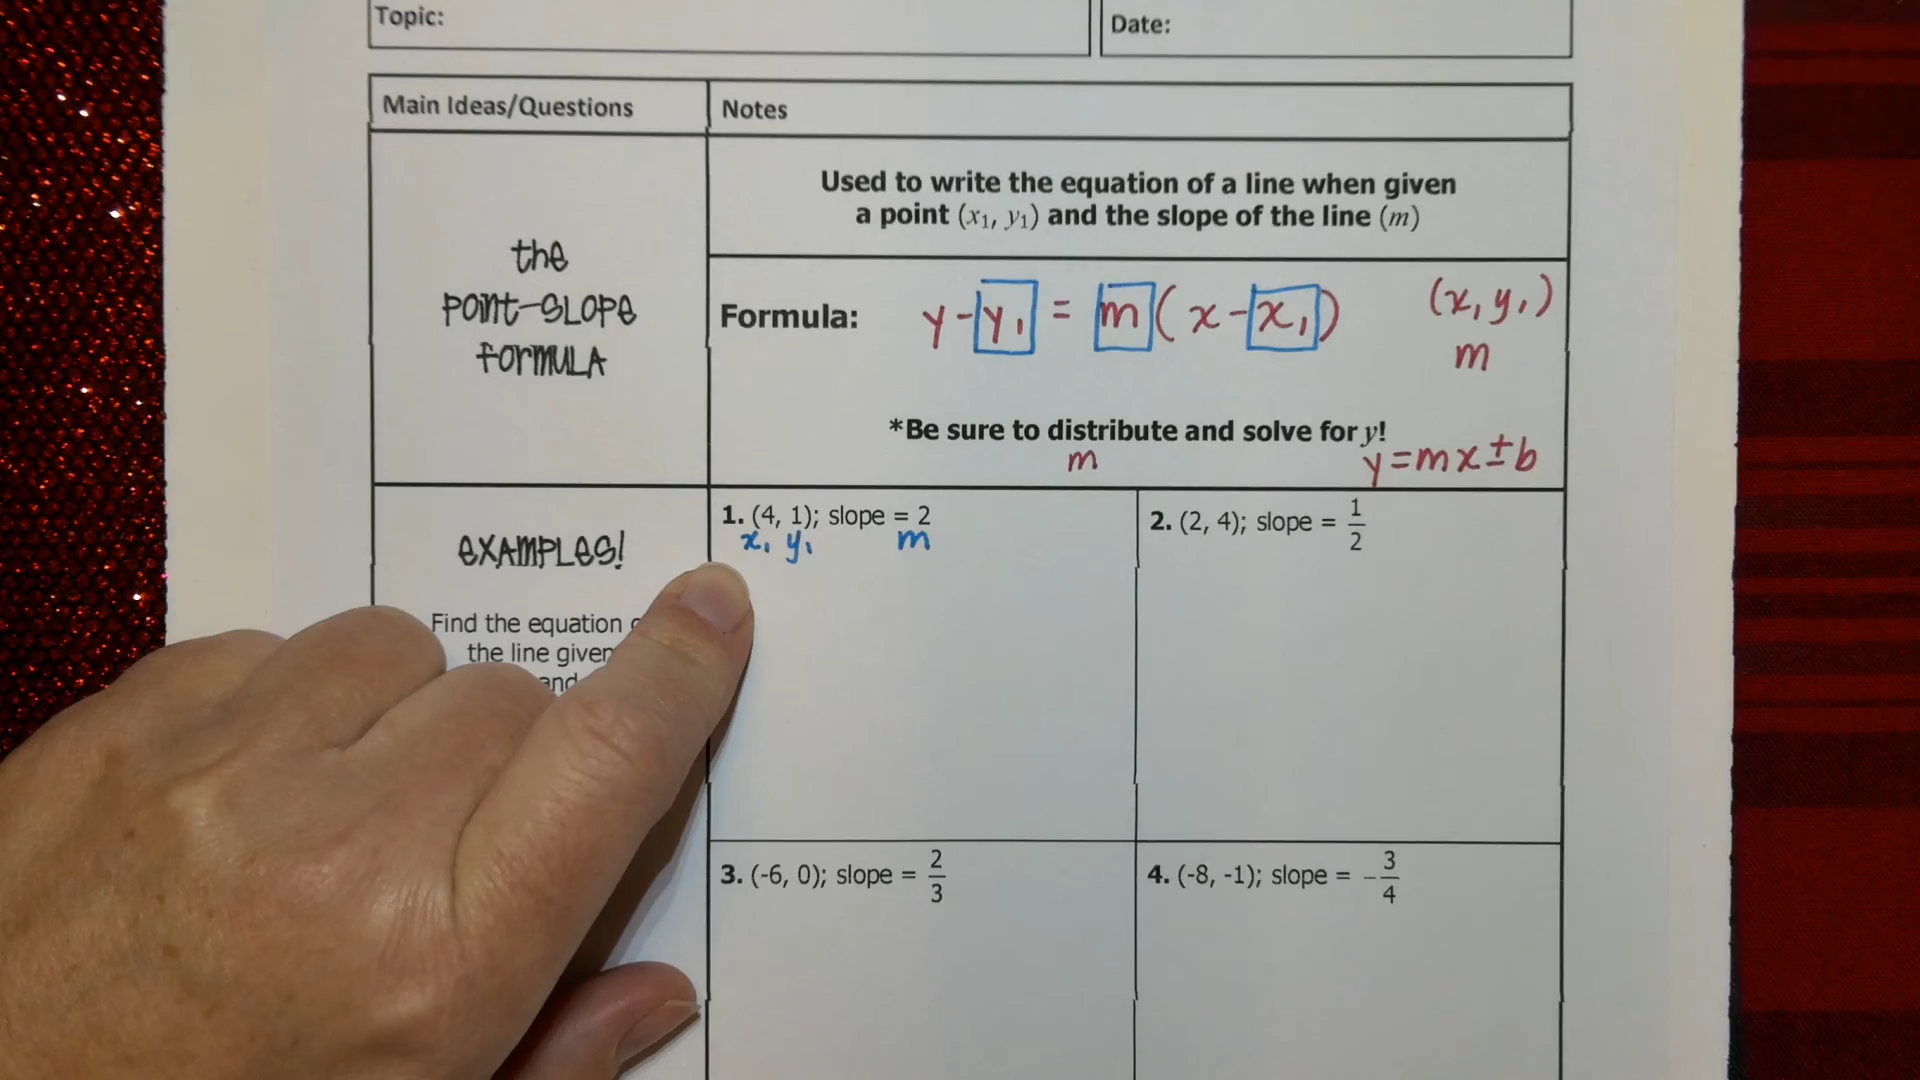 Topic:
Date:
Main Ideas/Questions
Notes
the
POINT-SLOPE
FORMULA
Used to write the equation of a line when given
a point (x₁, y₁) and the slope of the line (m)
Formula: y - y₁ = m(x - x₁)
(x₁ y₁)
m
*Be sure to distribute and solve for y!
m
y = mx ± b
EXAMPLES!
Find the equation
the line given
and
1. (4, 1); slope = 2
x₁ y₁ m
2. (2, 4); slope = 1/2
3. (-6, 0); slope = 2/3
4. (-8, -1); slope = -3/4